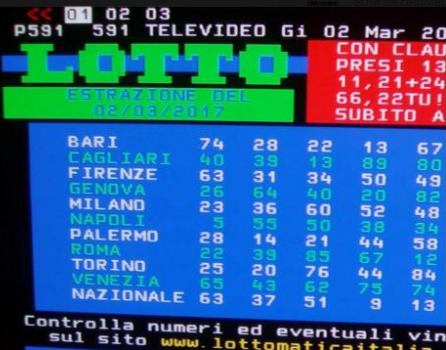 << 01 02 03
P591 591 TELEVIDEO Gi 02 Mar 20
LOTTO
ESTRAZIONE DEL
02/03/2017
CON CLAU
PRESI 13
11,21+24
66,22TU!
SUBITO A
BARI 74 28 22 13 67
CAGLIARI 40 39 13 89 80
FIRENZE 63 31 34 50 49
GENOVA 26 64 40 20 82
MILANO 23 36 60 52 48
NAPOLI 5 55 50 38 34
PALERMO 28 14 21 44 58
ROMA 22 39 85 67 12
TORINO 25 20 76 44 84
VENEZIA 65 43 62 75 74
NAZIONALE 63 37 51 9 13
Controlla numeri ed eventuali vin
sul sito www.lottomaticaitalia